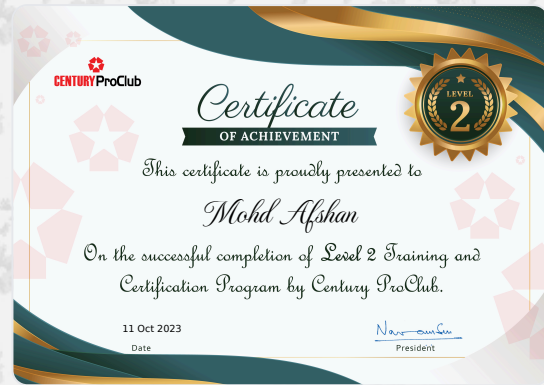 CENTURY ProClub
LEVEL
2
Certificate
OF ACHIEVEMENT
This certificate is proudly presented to
Mohd Afshan
On the successful completion of Level 2 Training and
Certification Program by Century ProClub.
11 Oct 2023
Date
President